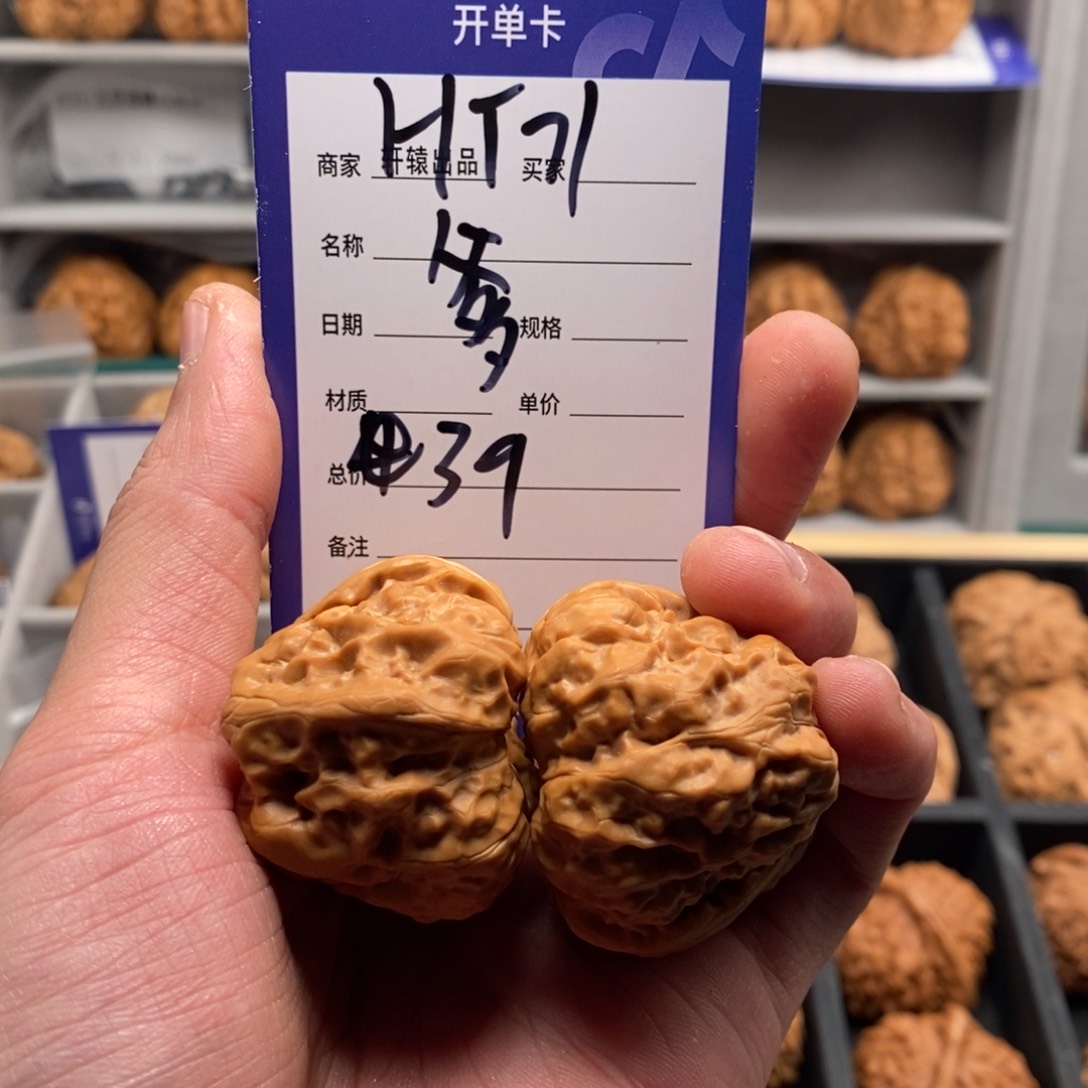 开单卡
HT
商家 轩辕出品 买家
名称
日期 规格
材质 单价
总价 39
备注